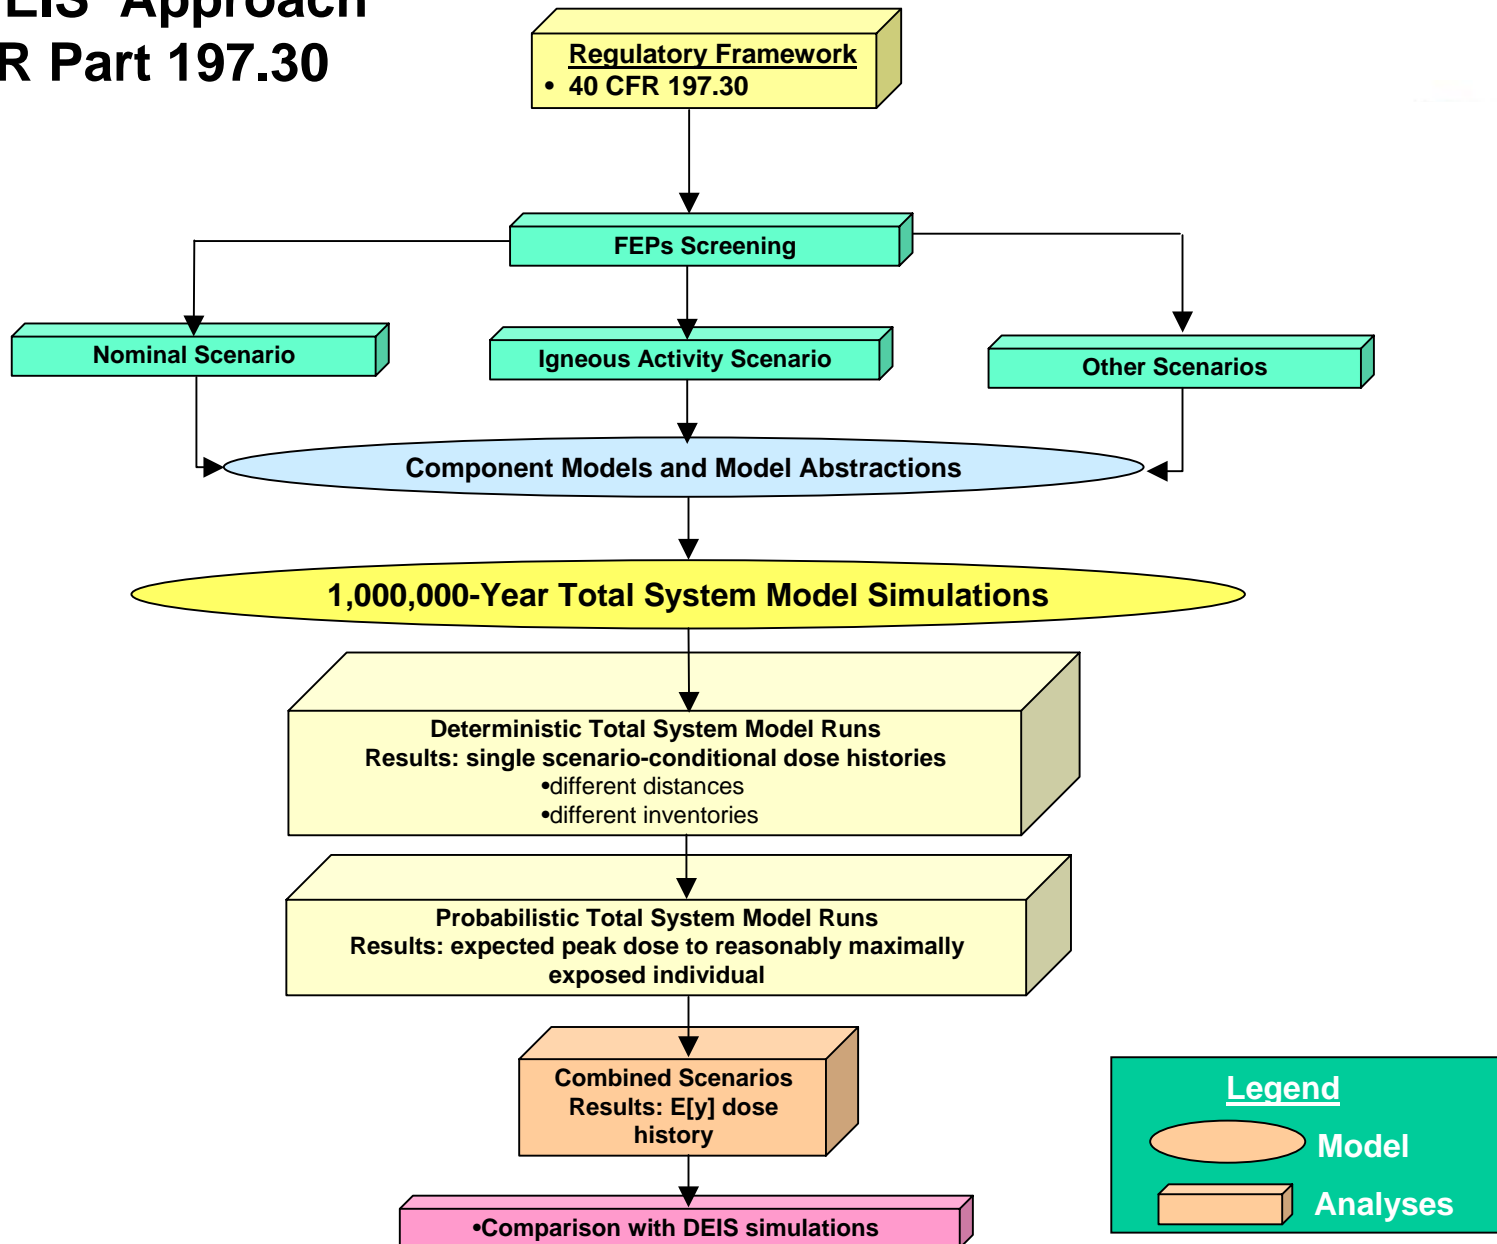 EIS Approach
R Part 197.30
Regulatory Framework
• 40 CFR 197.30
FEPs Screening
Nominal Scenario
Igneous Activity Scenario
Other Scenarios
Component Models and Model Abstractions
1,000,000-Year Total System Model Simulations
Deterministic Total System Model Runs
Results: single scenario-conditional dose histories
•different distances
•different inventories
Probabilistic Total System Model Runs
Results: expected peak dose to reasonably maximally
exposed individual
Combined Scenarios
Results: E[y] dose
history
•Comparison with DEIS simulations
Legend
Model
Analyses